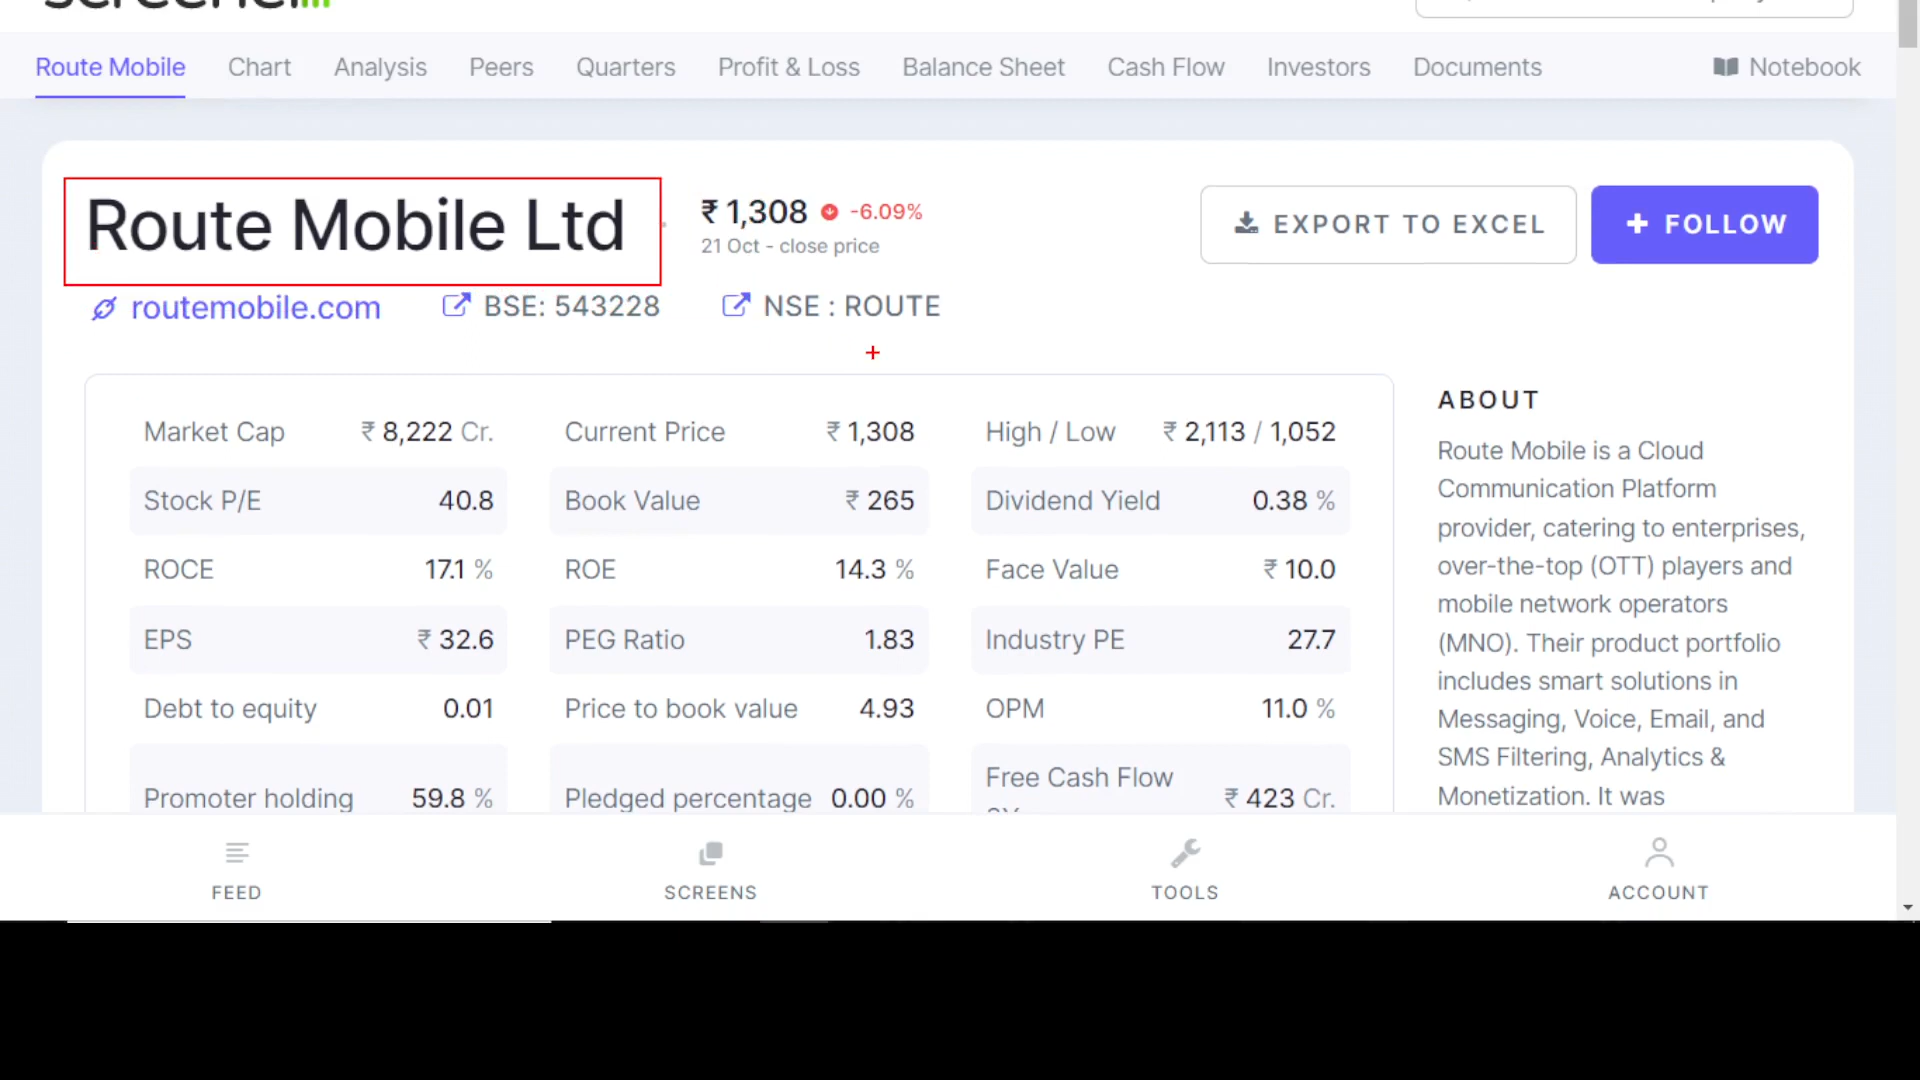 screener
Route Mobile Chart Analysis Peers Quarters Profit & Loss Balance Sheet Cash Flow Investors Documents Notebook
Route Mobile Ltd
₹ 1,308 -6.09%
21 Oct - close price
EXPORT TO EXCEL
+ FOLLOW
routemobile.com BSE: 543228 NSE : ROUTE
Market Cap ₹ 8,222 Cr. Current Price ₹ 1,308 High / Low ₹ 2,113 / 1,052
Stock P/E 40.8 Book Value ₹ 265 Dividend Yield 0.38 %
ROCE 17.1 % ROE 14.3 % Face Value ₹ 10.0
EPS ₹ 32.6 PEG Ratio 1.83 Industry PE 27.7
Debt to equity 0.01 Price to book value 4.93 OPM 11.0 %
Promoter holding 59.8 % Pledged percentage 0.00 % Free Cash Flow ₹ 423 Cr.
ABOUT
Route Mobile is a Cloud
Communication Platform
provider, catering to enterprises,
over-the-top (OTT) players and
mobile network operators
(MNO). Their product portfolio
includes smart solutions in
Messaging, Voice, Email, and
SMS Filtering, Analytics &
Monetization. It was
FEED SCREENS TOOLS ACCOUNT